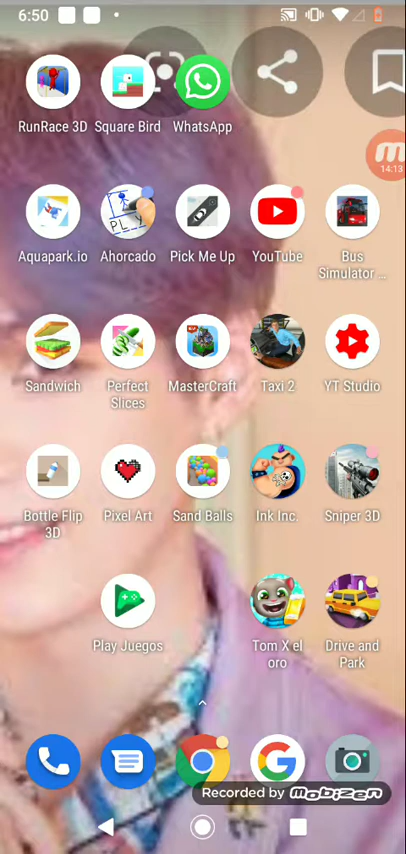 6:50
14:13
RunRace 3D Square Bird WhatsApp
Aquapark.io Ahorcado Pick Me Up YouTube Bus
Simulator ...
Sandwich Perfect MasterCraft Taxi 2 YT Studio
Slices
Bottle Flip Pixel Art Sand Balls Ink Inc. Sniper 3D
3D
Play Juegos Tom X el Drive and
oro Park
Recorded by mobizen